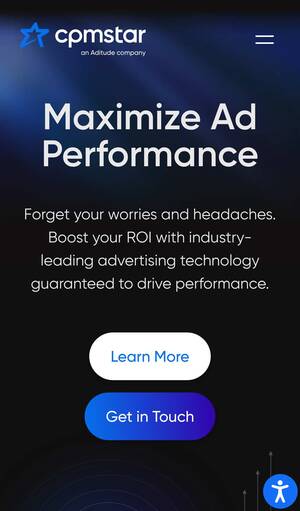 cpmstar
an Aditude company
Maximize Ad
Performance
Forget your worries and headaches.
Boost your ROI with industry-
leading advertising technology
guaranteed to drive performance.
Learn More
Get in Touch